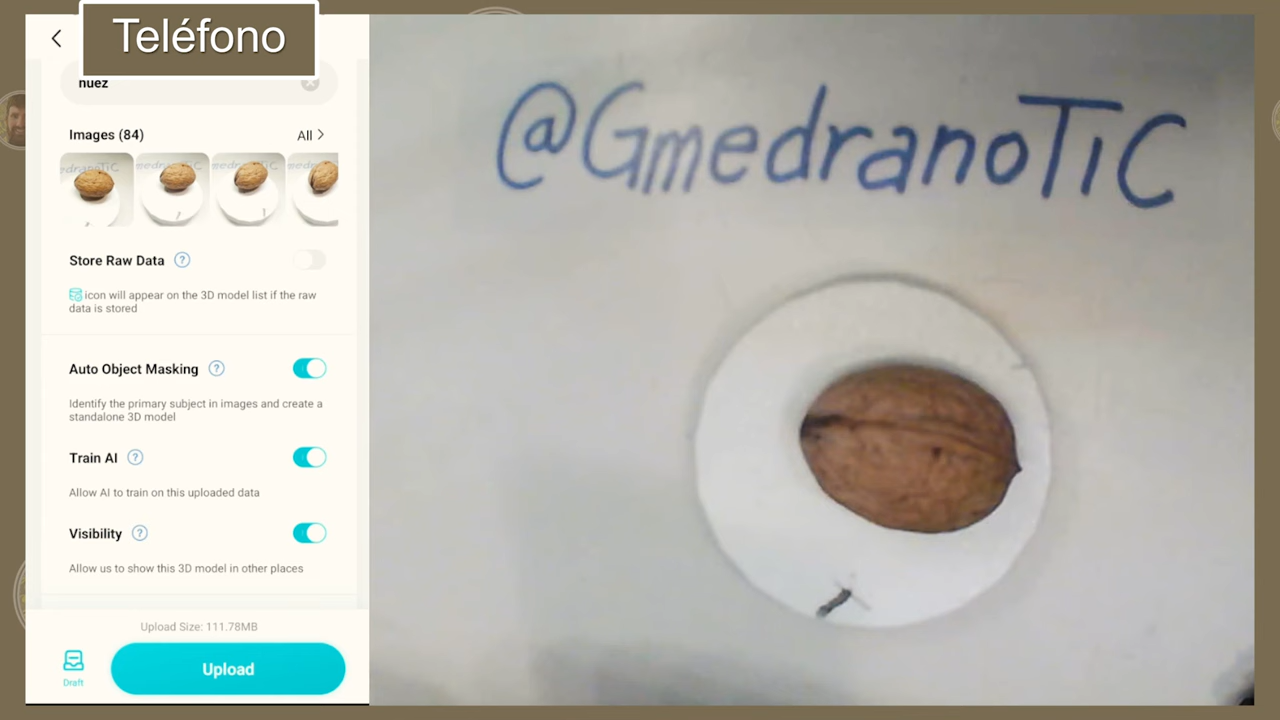 Teléfono
nuez
Images (84)
All
Store Raw Data
icon will appear on the 3D model list if the raw
data is stored
Auto Object Masking
Identify the primary subject in images and create a
standalone 3D model
Train AI
Allow AI to train on this uploaded data
Visibility
Allow us to show this 3D model in other places
Upload Size: 111.78MB
Draft
Upload
@GmedranoTiC